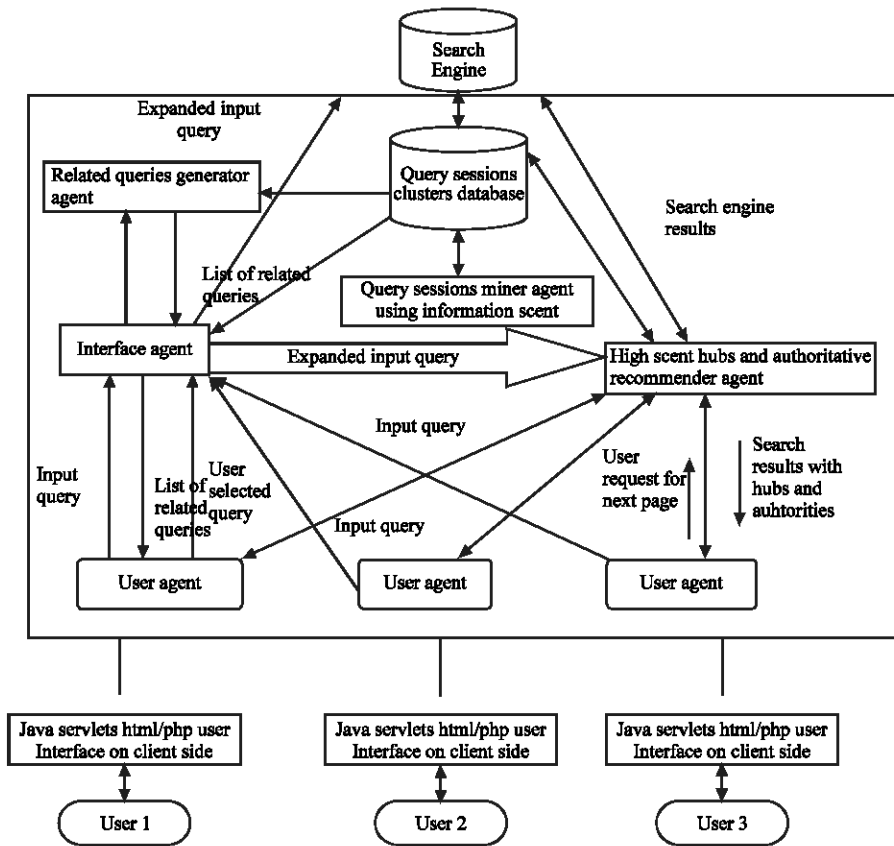 Search
Engine
Expanded input
query
Related queries generator
agent
Query sessions
clusters database
Search engine
results
List of related
queries
Query sessions miner agent
using information scent
Interface agent
Expanded input query
High scent hubs and authoritative
recommender agent
Input query
Input
query
List of
related
queries
User
selected
query
Input query
User
request for
next page
Search
results with
hubs and
auhtorities
User agent
User agent
User agent
Java servlets html/php user
Interface on client side
Java servlets html/php user
Interface on client side
Java servlets html/php user
Interface on client side
User 1
User 2
User 3